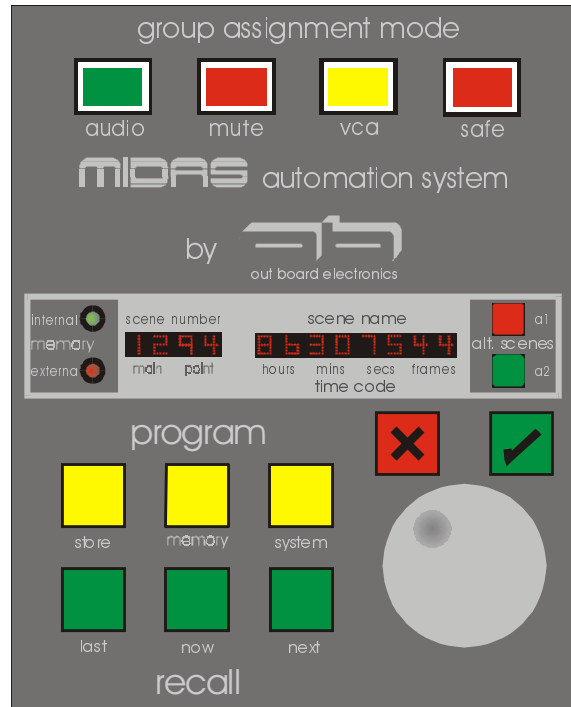 group assignment mode
audio mute vca safe
MIDAS automation system
by
out board electronics
internal scene number scene name a1
memory 1294 86307544 alt. scenes
externa main point hours mins secs frames a2
time code
program
store memory system
last now next
recall